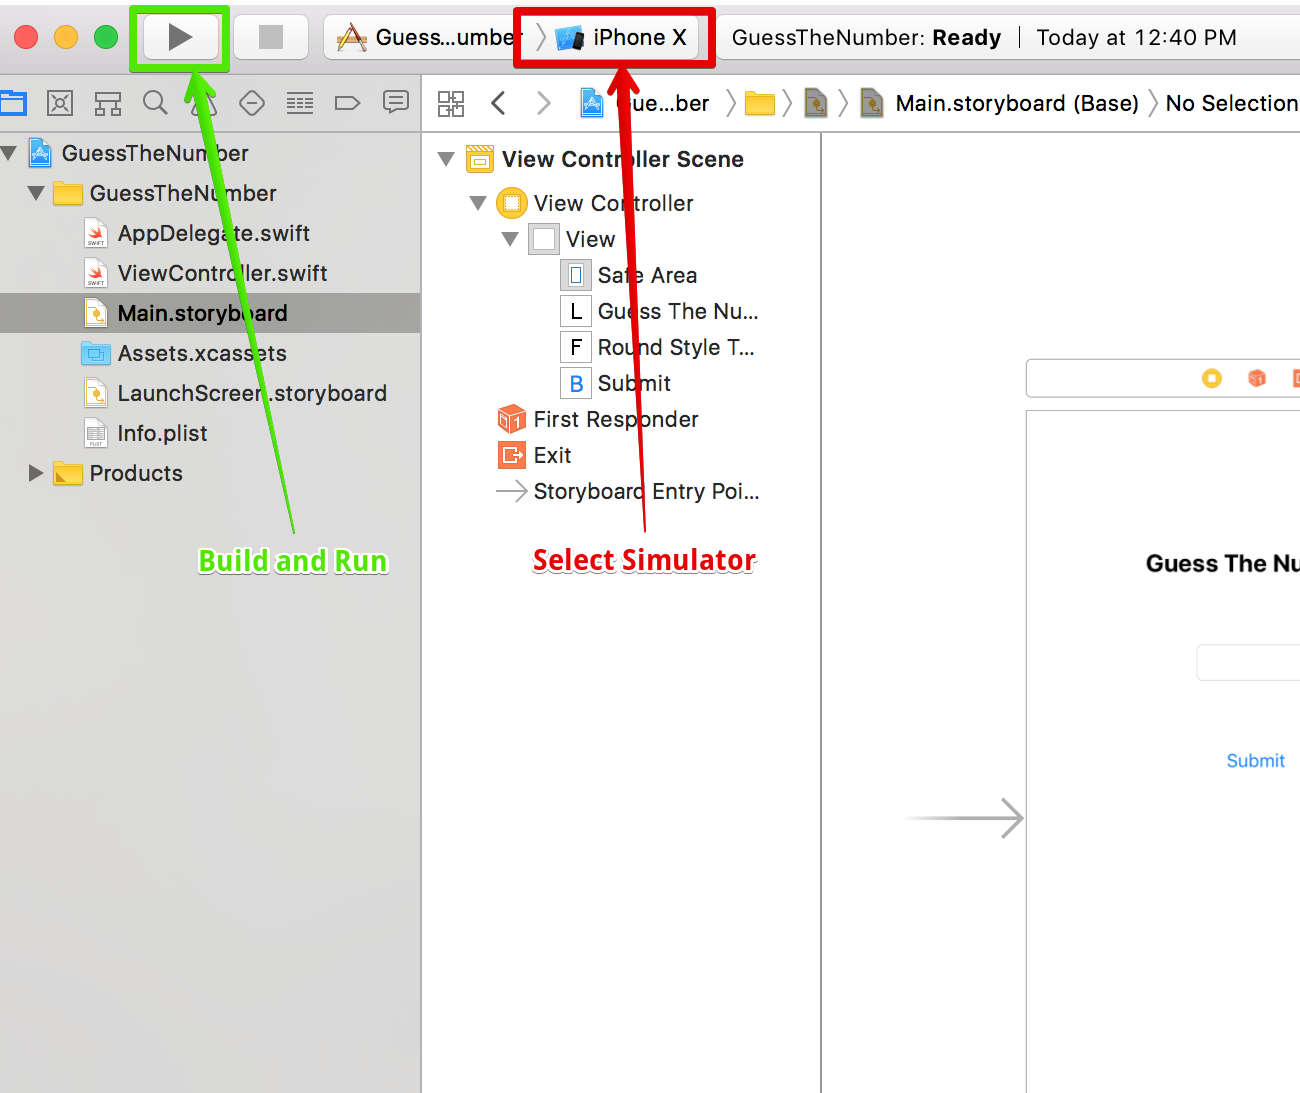 Guess...umber
iPhone X
GuessTheNumber: Ready | Today at 12:40 PM
Gue...ber
Main.storyboard (Base)
No Selection
GuessTheNumber
GuessTheNumber
AppDelegate.swift
ViewController.swift
Main.storyboard
Assets.xcassets
LaunchScreen.storyboard
Info.plist
Products
View Controller Scene
View Controller
View
Safe Area
L Guess The Nu...
F Round Style T...
B Submit
First Responder
Exit
Storyboard Entry Poi...
Build and Run
Select Simulator
Guess The Nu
Submit